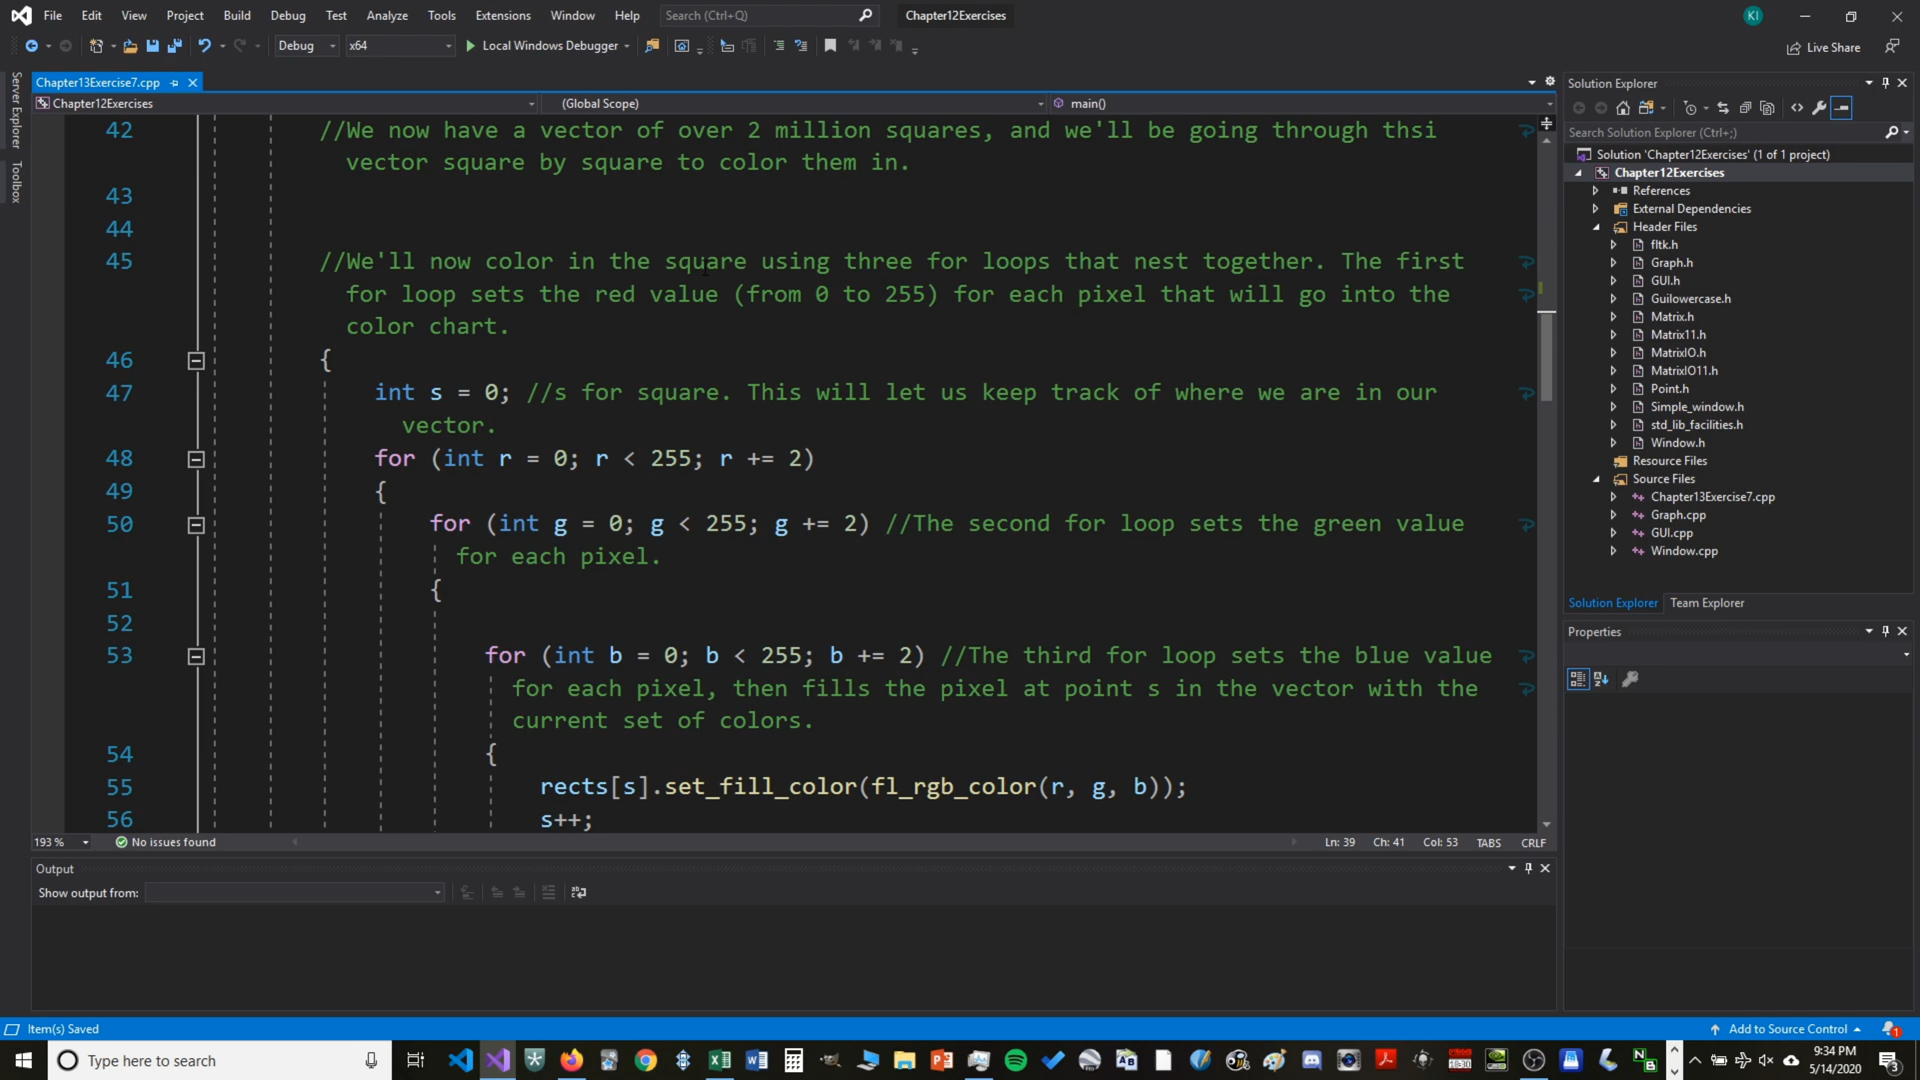 File Edit View Project Build Debug Test Analyze Tools Extensions Window Help Search (Ctrl+Q) Chapter12Exercises KI
Debug x64 Local Windows Debugger Live Share
Server Explorer
Toolbox
Chapter13Exercise7.cpp
Chapter12Exercises (Global Scope) main()
42 //We now have a vector of over 2 million squares, and we'll be going through thsi
vector square by square to color them in.
43
44
45 //We'll now color in the square using three for loops that nest together. The first
for loop sets the red value (from 0 to 255) for each pixel that will go into the
color chart.
46 {
47 int s = 0; //s for square. This will let us keep track of where we are in our
vector.
48 for (int r = 0; r < 255; r += 2)
49 {
50 for (int g = 0; g < 255; g += 2) //The second for loop sets the green value
for each pixel.
51 {
52
53 for (int b = 0; b < 255; b += 2) //The third for loop sets the blue value
for each pixel, then fills the pixel at point s in the vector with the
current set of colors.
54 {
55 rects[s].set_fill_color(fl_rgb_color(r, g, b));
56 s++;
193 % No issues found Ln: 39 Ch: 41 Col: 53 TABS CRLF
Output
Show output from:
Solution Explorer
Search Solution Explorer (Ctrl+;)
Solution 'Chapter12Exercises' (1 of 1 project)
Chapter12Exercises
References
External Dependencies
Header Files
fltk.h
Graph.h
GUI.h
Guilowercase.h
Matrix.h
Matrix11.h
MatrixIO.h
MatrixIO11.h
Point.h
Simple_window.h
std_lib_facilities.h
Window.h
Resource Files
Source Files
Chapter13Exercise7.cpp
Graph.cpp
GUI.cpp
Window.cpp
Solution Explorer Team Explorer
Properties
Item(s) Saved Add to Source Control 1
Type here to search
9:34 PM
5/14/2020
3